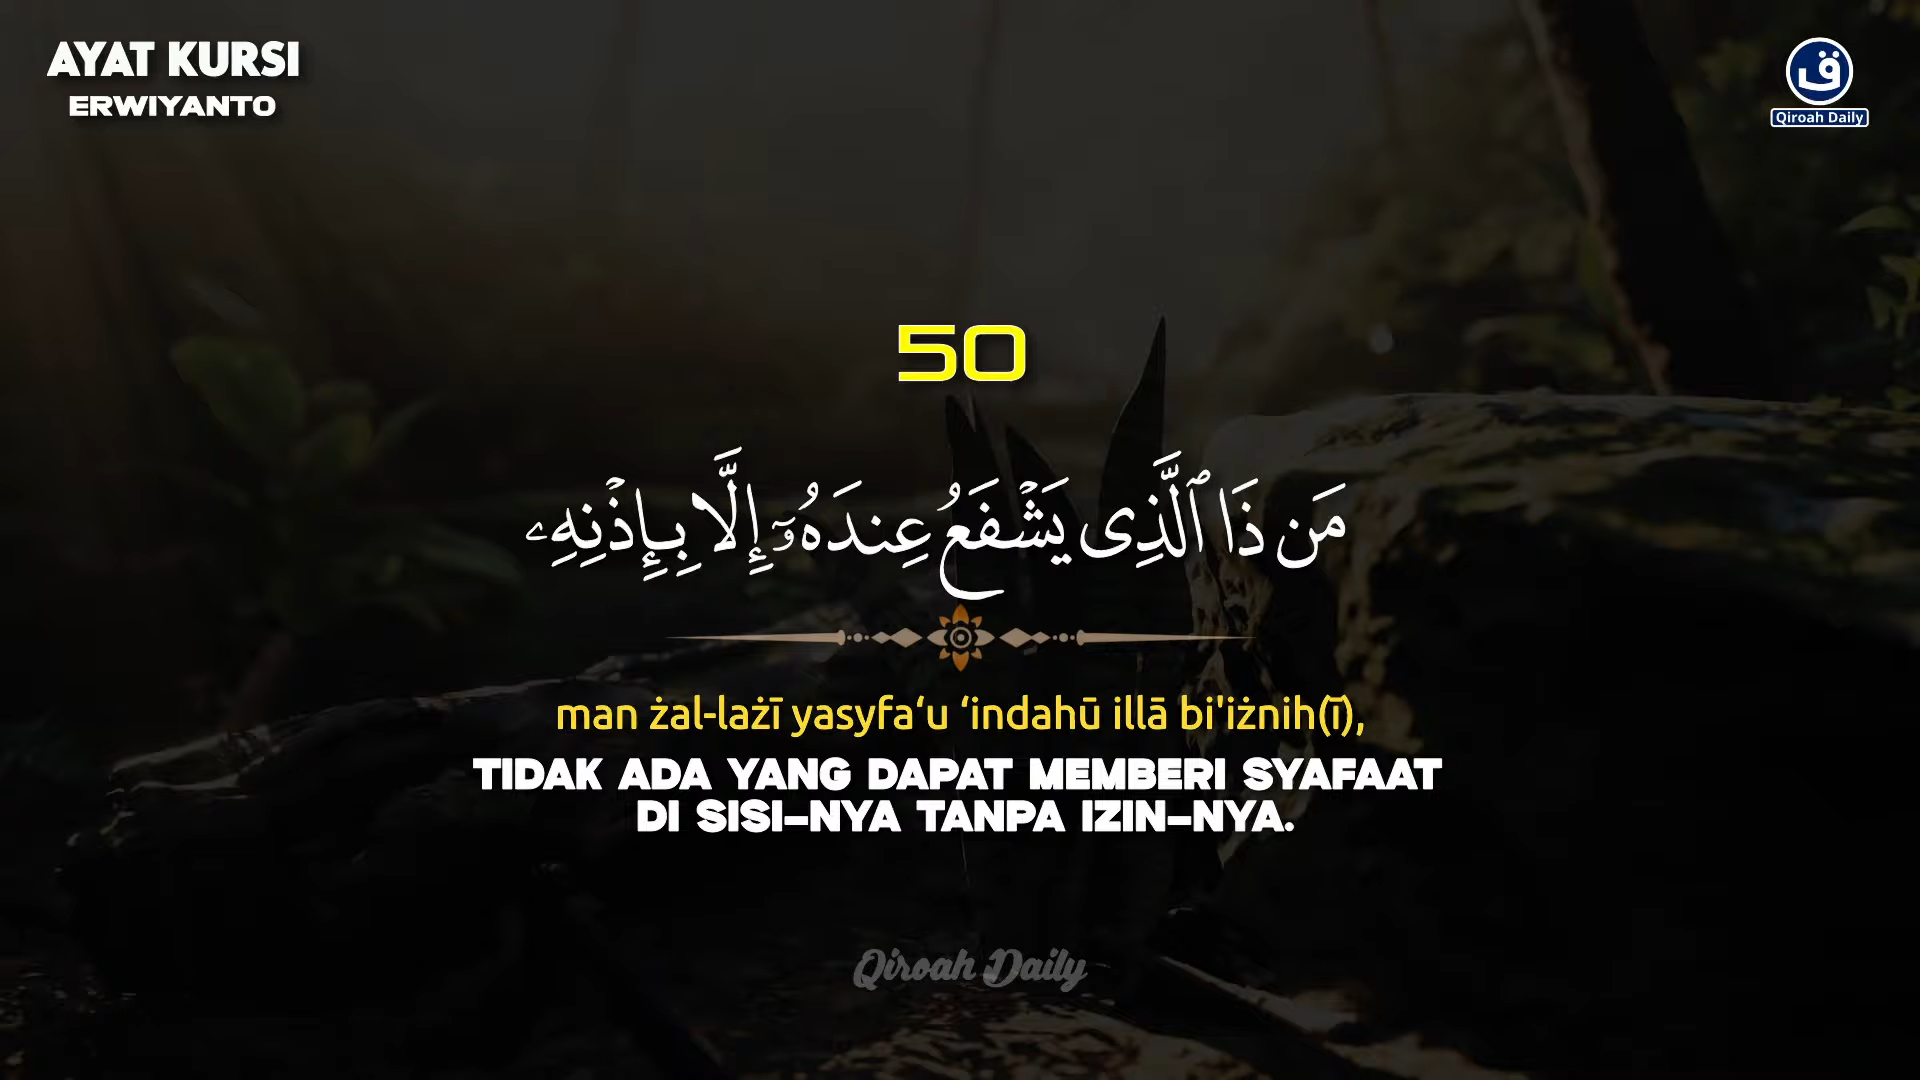 AYAT KURSI
ERWIYANTO
ق
Qiroah Daily
50
مَن ذَا ٱلَّذِى يَشْفَعُ عِندَهُۥٓ إِلَّا بِإِذْنِهِۦ
man żal-lażī yasyfa‘u ‘indahū illā bi'iżnih(ī),
TIDAK ADA YANG DAPAT MEMBERI SYAFAAT
DI SISI-NYA TANPA IZIN-NYA.
Qiroah Daily